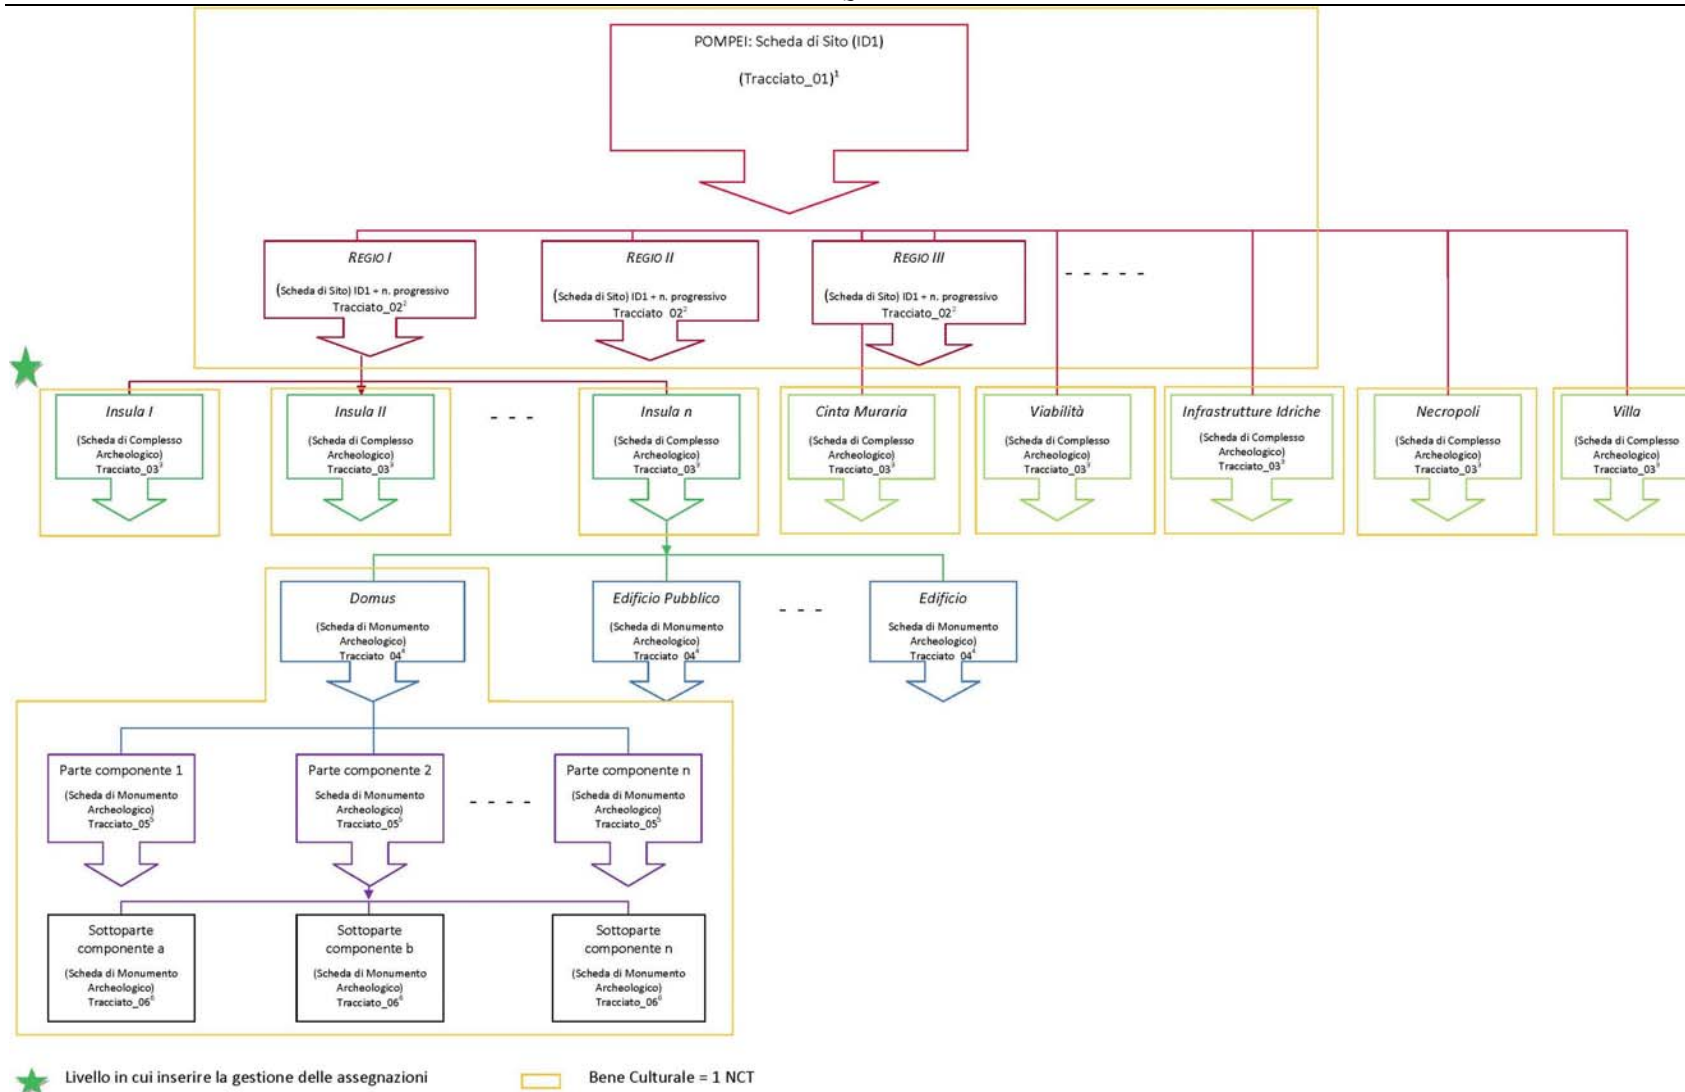 POMPEI: Scheda di Sito (ID1)
(Tracciato_01)¹
REGIO I
(Scheda di Sito) ID1 + n. progressivo
Tracciato_02²
REGIO II
(Scheda di Sito) ID1 + n. progressivo
Tracciato_02²
REGIO III
(Scheda di Sito) ID1 + n. progressivo
Tracciato_02²
- - - - -
Insula I
(Scheda di Complesso
Archeologico)
Tracciato_03³
Insula II
(Scheda di Complesso
Archeologico)
Tracciato_03³
- - -
Insula n
(Scheda di Complesso
Archeologico)
Tracciato_03³
Cinta Muraria
(Scheda di Complesso
Archeologico)
Tracciato_03³
Viabilità
(Scheda di Complesso
Archeologico)
Tracciato_03³
Infrastrutture Idriche
(Scheda di Complesso
Archeologico)
Tracciato_03³
Necropoli
(Scheda di Complesso
Archeologico)
Tracciato_03³
Villa
(Scheda di Complesso
Archeologico)
Tracciato_03³
Domus
(Scheda di Monumento
Archeologico)
Tracciato_04⁴
Edificio Pubblico
(Scheda di Monumento
Archeologico)
Tracciato_04⁴
- - -
Edificio
Scheda di Monumento
Archeologico)
Tracciato_04⁴
Parte componente 1
(Scheda di Monumento
Archeologico)
Tracciato_05⁵
Parte componente 2
Scheda di Monumento
Archeologico)
Tracciato_05⁵
- - - -
Parte componente n
(Scheda di Monumento
Archeologico)
Tracciato_05⁵
Sottoparte
componente a
(Scheda di Monumento
Archeologico)
Tracciato_06⁶
Sottoparte
componente b
(Scheda di Monumento
Archeologico)
Tracciato_06⁶
Sottoparte
componente n
(Scheda di Monumento
Archeologico)
Tracciato_06⁶
Livello in cui inserire la gestione delle assegnazioni
Bene Culturale = 1 NCT